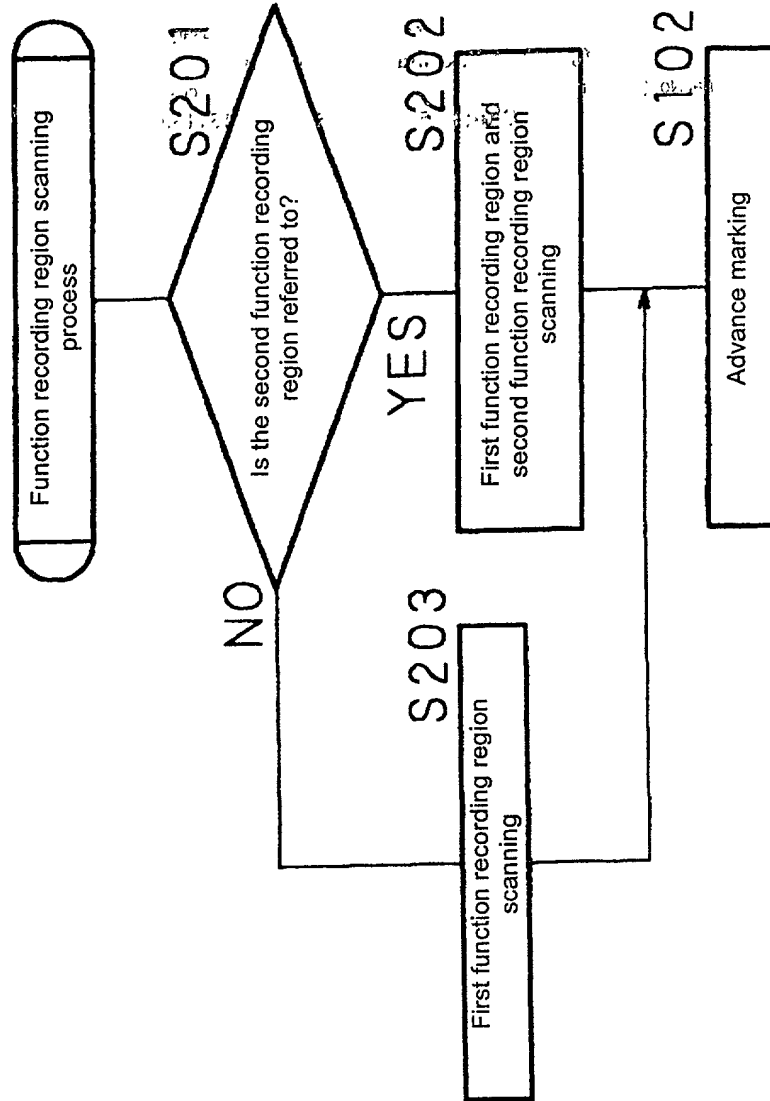 Function recording region scanning
process
S201
Is the second function recording
region referred to?
NO
YES
S202
First function recording region and
second function recording region
scanning
S203
First function recording region
scanning
S102
Advance marking